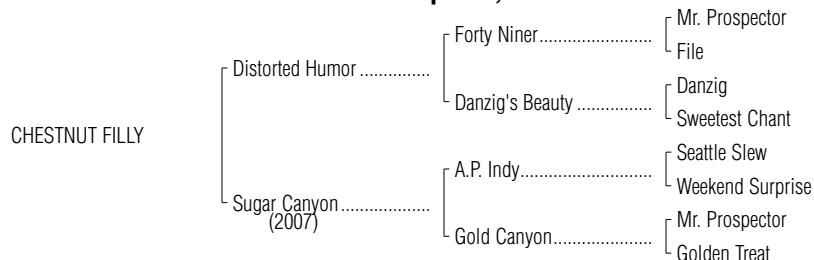 Mr. Prospector
Forty Niner
File
Distorted Humor
Danzig
Danzig's Beauty
Sweetest Chant
CHESTNUT FILLY
Seattle Slew
A.P. Indy
Weekend Surprise
Sugar Canyon
(2007)
Mr. Prospector
Gold Canyon
Golden Treat